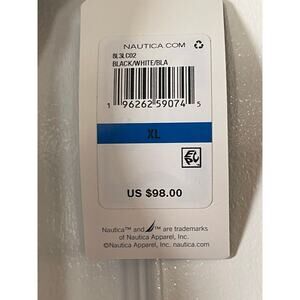 NAUTICA.COM
8L3LC02
BLACK/WHITE/BLA
1 96262 59074 5
XL
US $98.00
Nautica™ and are trademarks
of Nautica Apparel, Inc.
©Nautica Apparel, Inc. nautica.com